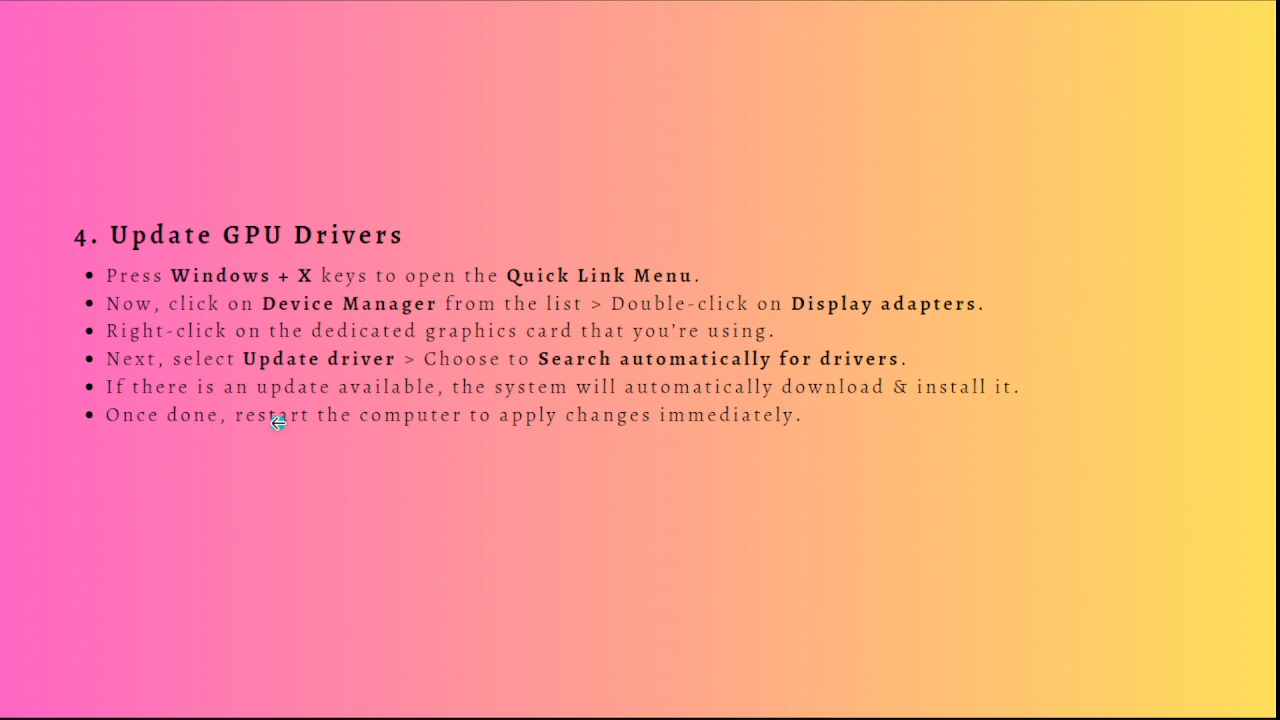 4. Update GPU Drivers
• Press Windows + X keys to open the Quick Link Menu.
• Now, click on Device Manager from the list > Double-click on Display adapters.
• Right-click on the dedicated graphics card that you’re using.
• Next, select Update driver > Choose to Search automatically for drivers.
• If there is an update available, the system will automatically download & install it.
• Once done, restart the computer to apply changes immediately.